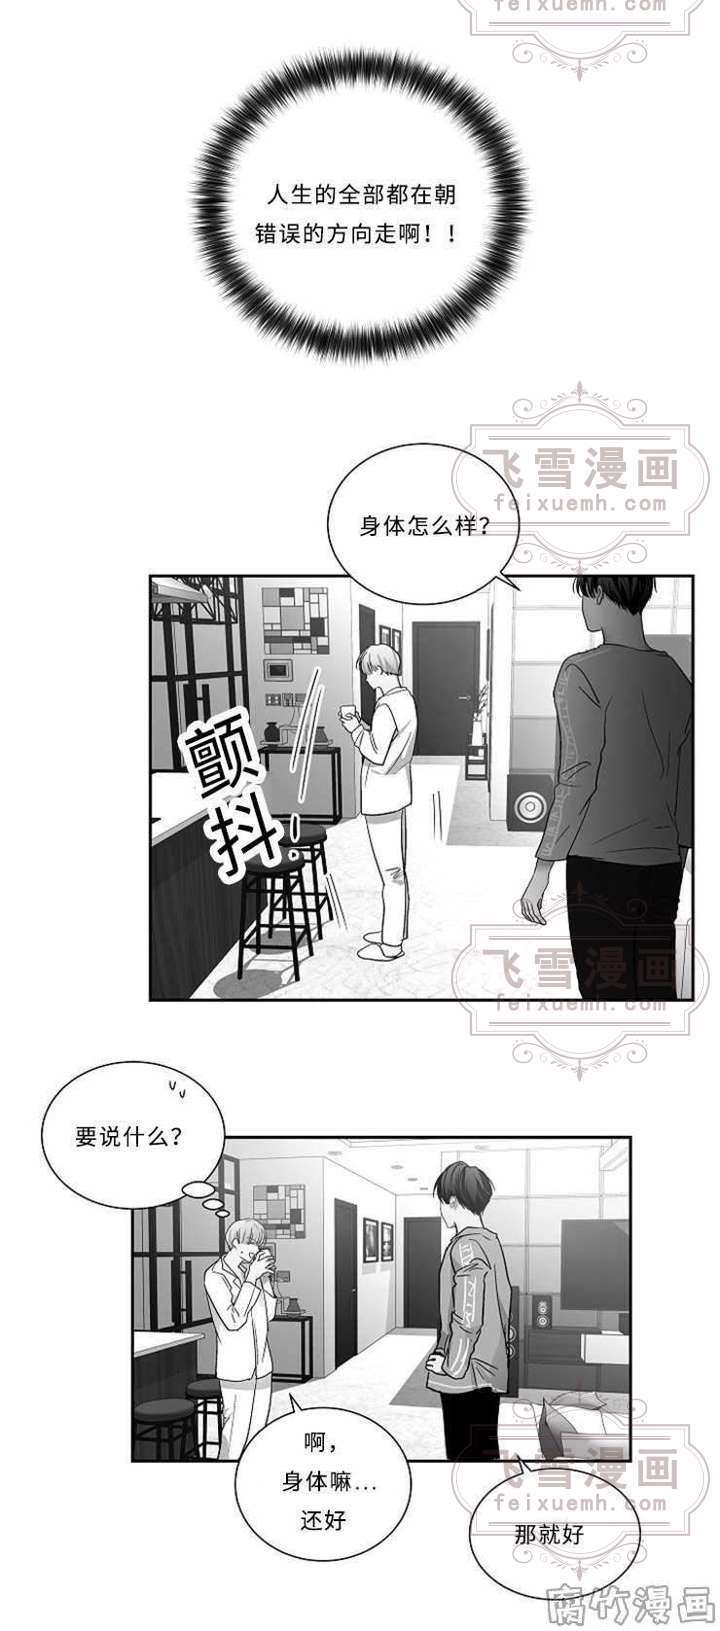 feixuemh.com
人生的全部都在朝
错误的方向走啊！！
飞雪漫画
feixuemh.com
身体怎么样？
颤抖
飞雪漫画
feixuemh.com
要说什么？
啊，
身体嘛...
还好
飞雪漫画
feixuemh.com
那就好
腐竹漫画